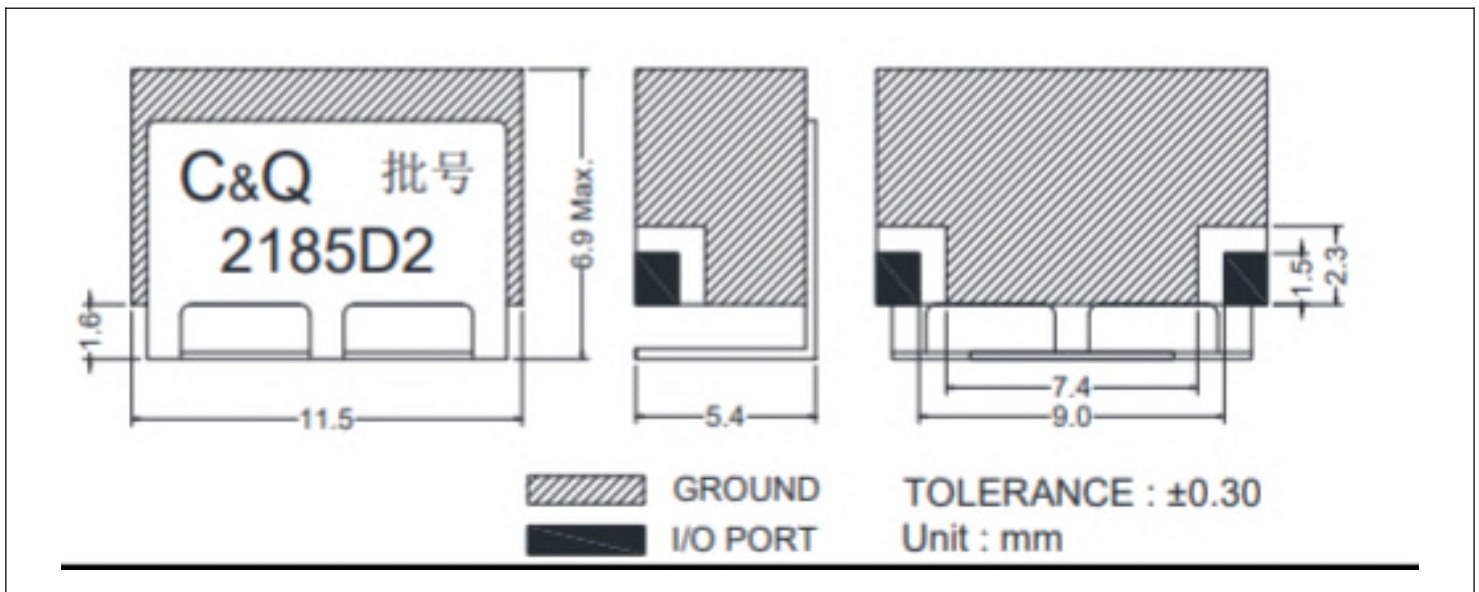 C&Q 批号
2185D2
1.6
11.5
6.9 Max.
5.4
1.5
2.3
7.4
9.0
GROUND
I/O PORT
TOLERANCE : ±0.30
Unit : mm